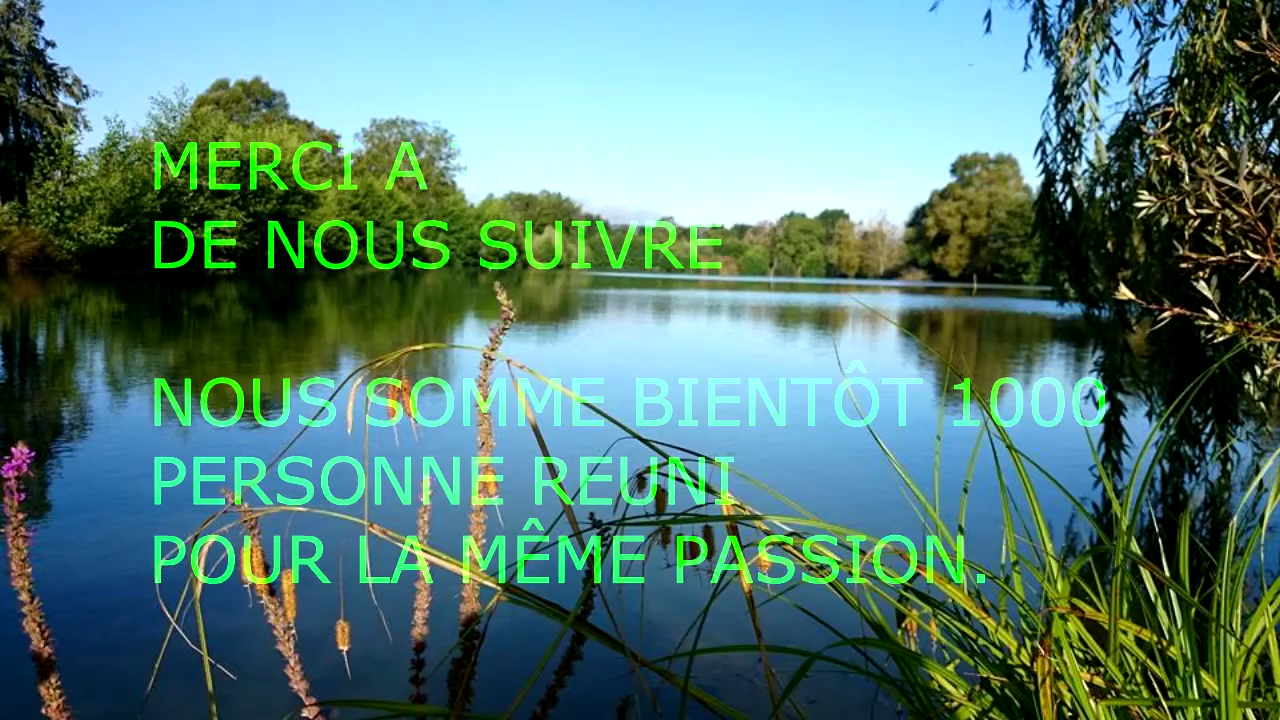 MERCi A
DE NOUS SUIVRE
NOUS SOMME BIENTÔT 1000
PERSONNE REUNI
POUR LA MÊME PASSION.